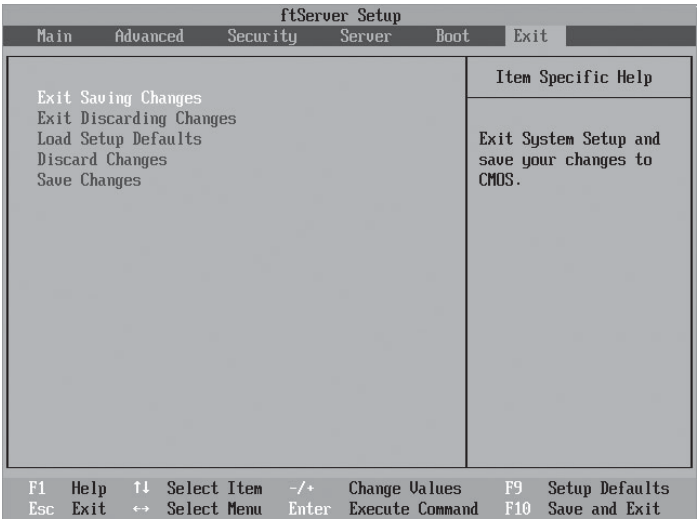 ftServer Setup
Main Advanced Security Server Boot Exit
Item Specific Help
Exit Saving Changes
Exit Discarding Changes
Load Setup Defaults
Discard Changes
Save Changes
Exit System Setup and
save your changes to
CMOS.
F1 Help ↑↓ Select Item -/+ Change Values F9 Setup Defaults
Esc Exit ↔ Select Menu Enter Execute Command F10 Save and Exit